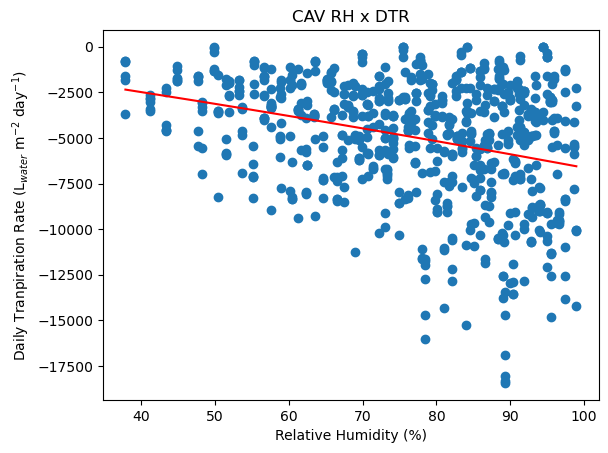 CAV RH x DTR
Daily Tranpiration Rate (L_water m⁻² day⁻¹)
0
−2500
−5000
−7500
−10000
−12500
−15000
−17500
40 50 60 70 80 90 100
Relative Humidity (%)